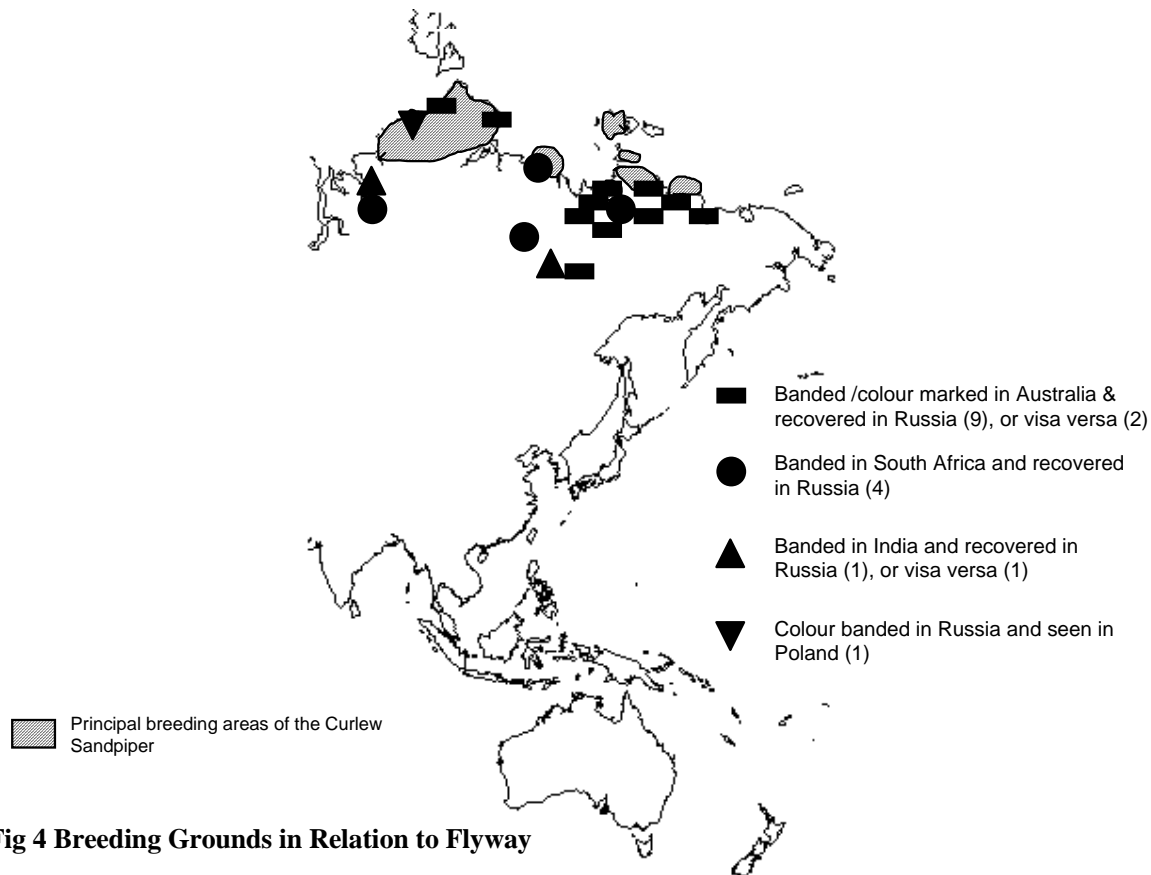 Banded /colour marked in Australia &
recovered in Russia (9), or visa versa (2)
Banded in South Africa and recovered
in Russia (4)
Banded in India and recovered in
Russia (1), or visa versa (1)
Colour banded in Russia and seen in
Poland (1)
Principal breeding areas of the Curlew
Sandpiper
ig 4 Breeding Grounds in Relation to Flyway